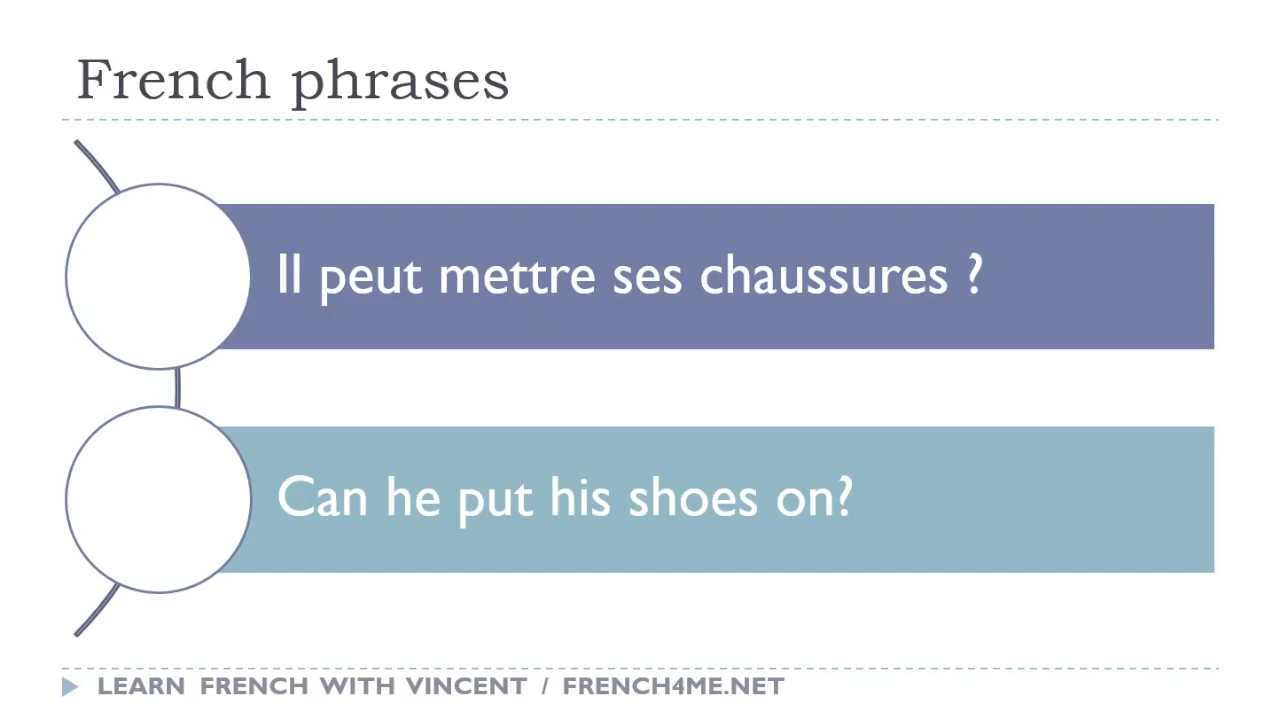 French phrases
Il peut mettre ses chaussures ?
Can he put his shoes on?
LEARN FRENCH WITH VINCENT / FRENCH4ME.NET